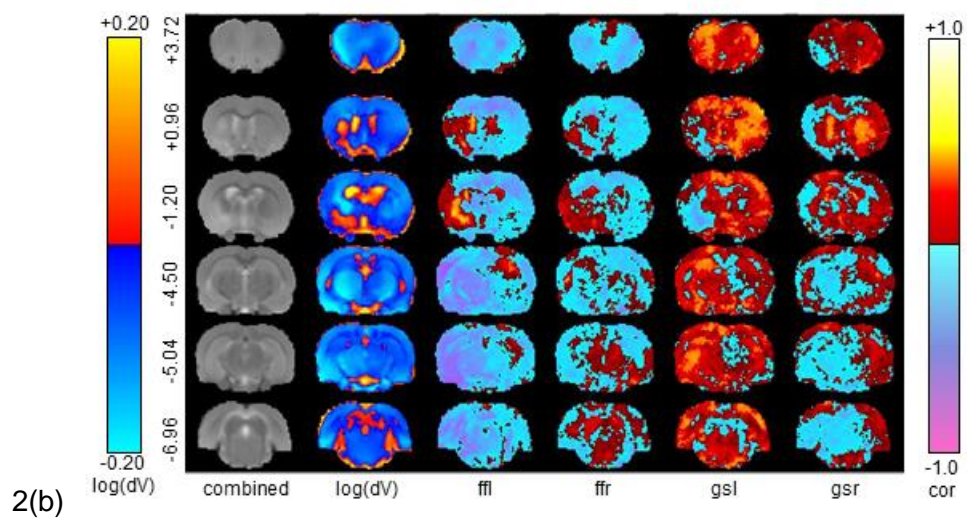 +0.20
+1.0
+3.72
+0.96
-1.20
-4.50
-5.04
-6.96
-0.20
-1.0
log(dV)
combined
log(dV)
ffl
ffr
gsl
gsr
cor
2(b)